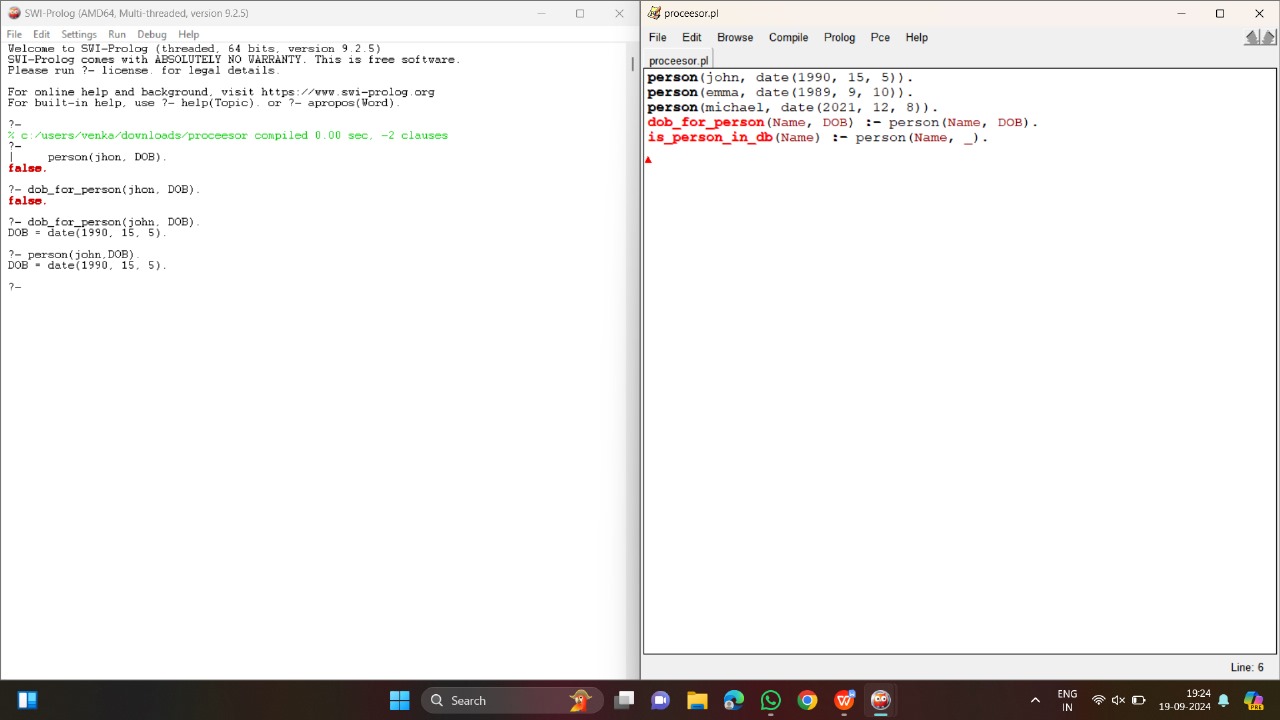 SWI-Prolog (AMD64, Multi-threaded, version 9.2.5)
File Edit Settings Run Debug Help
Welcome to SWI-Prolog (threaded, 64 bits, version 9.2.5)
SWI-Prolog comes with ABSOLUTELY NO WARRANTY. This is free software.
Please run ?- license. for legal details.
For online help and background, visit https://www.swi-prolog.org
For built-in help, use ?- help(Topic). or ?- apropos(Word).
?-
% c:/users/venka/downloads/proceesor compiled 0.00 sec, -2 clauses
?-
| person(jhon, DOB).
false.
?- dob_for_person(jhon, DOB).
false.
?- dob_for_person(john, DOB).
DOB = date(1990, 15, 5).
?- person(john,DOB).
DOB = date(1990, 15, 5).
?-
proceesor.pl
File Edit Browse Compile Prolog Pce Help
proceesor.pl
person(john, date(1990, 15, 5)).
person(emma, date(1989, 9, 10)).
person(michael, date(2021, 12, 8)).
dob_for_person(Name, DOB) :- person(Name, DOB).
is_person_in_db(Name) :- person(Name, _).
Line: 6
Search
ENG
IN
19:24
19-09-2024